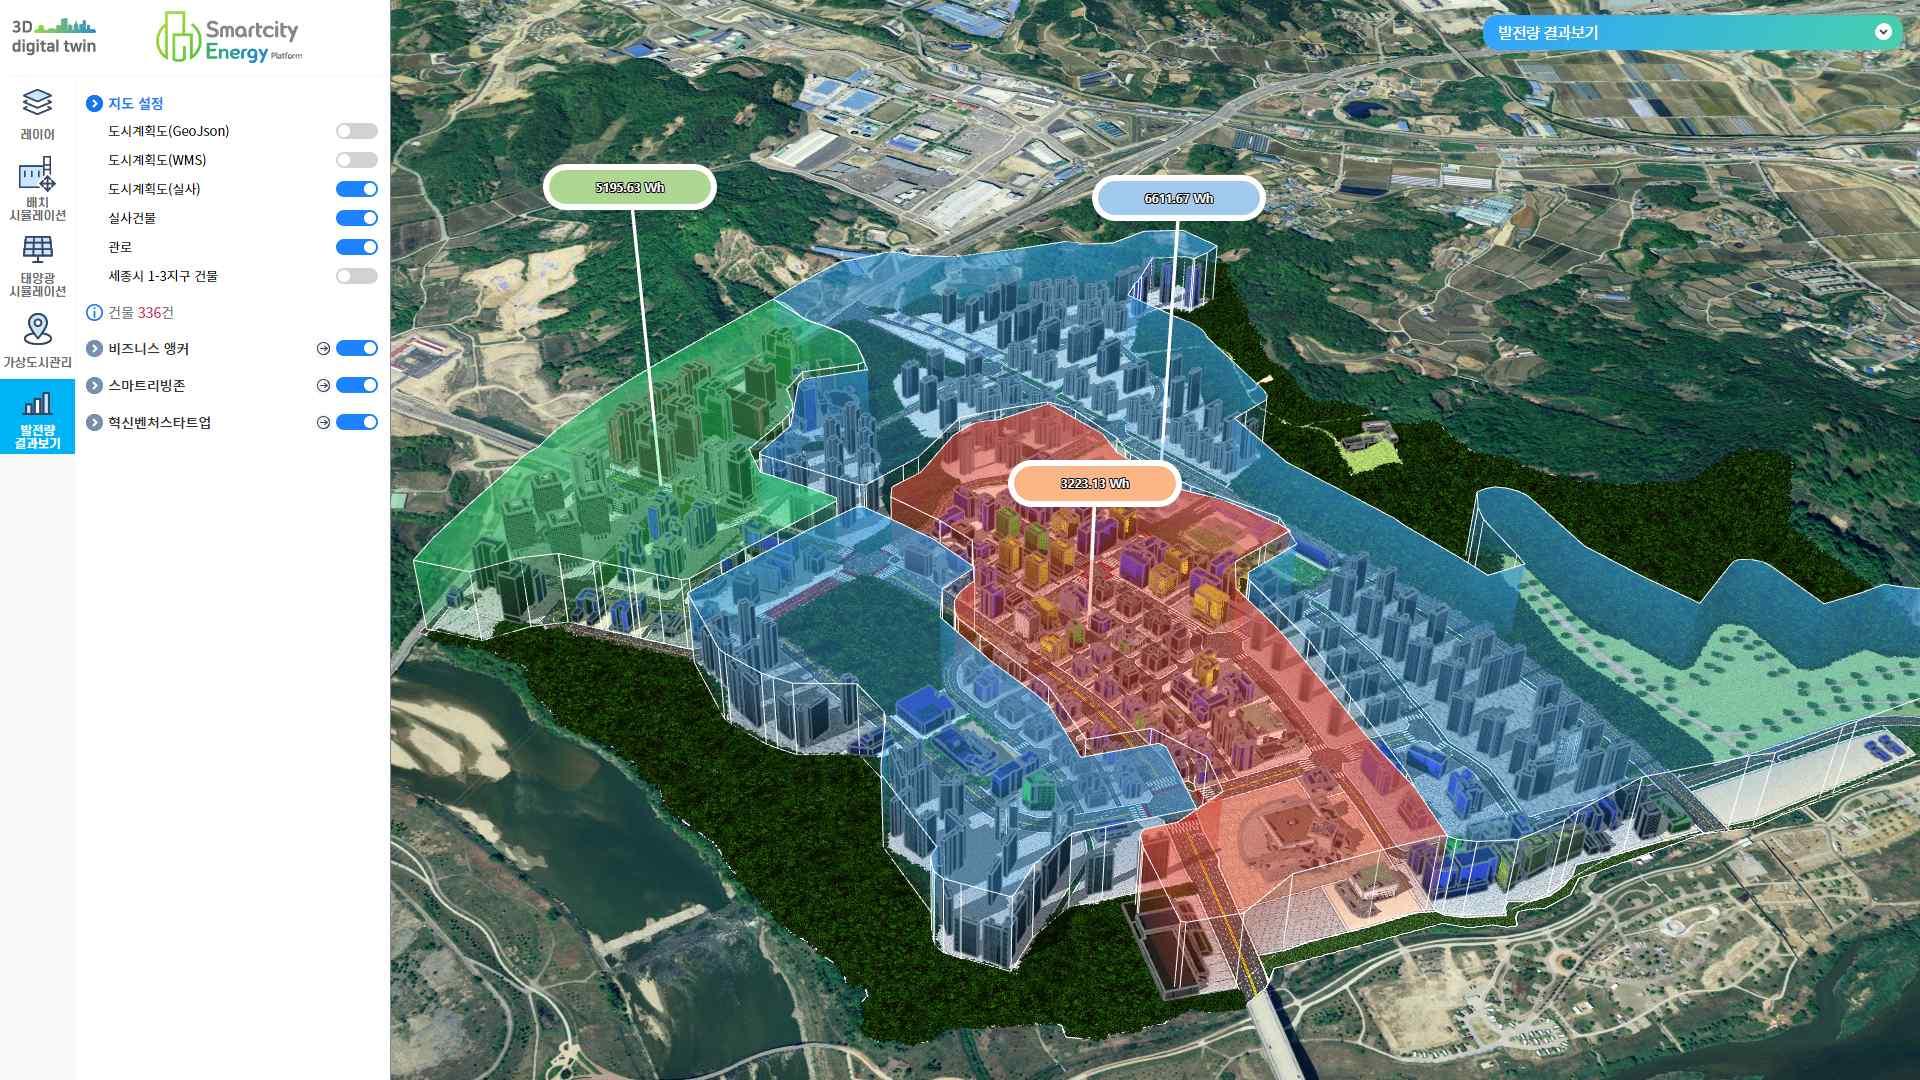 3D
digital twin
Smartcity
Energy Platform
레이어
배치
시뮬레이션
태양광
시뮬레이션
가상도시관리
발전량
결과보기
지도 설정
도시계획도(GeoJson)
도시계획도(WMS)
도시계획도(실사)
실사건물
관로
세종시 1-3지구 건물
건물 336건
비즈니스 앵커
스마트리빙존
혁신벤처스타트업
발전량 결과보기
5195.63 Wh
6611.67 Wh
3223.13 Wh